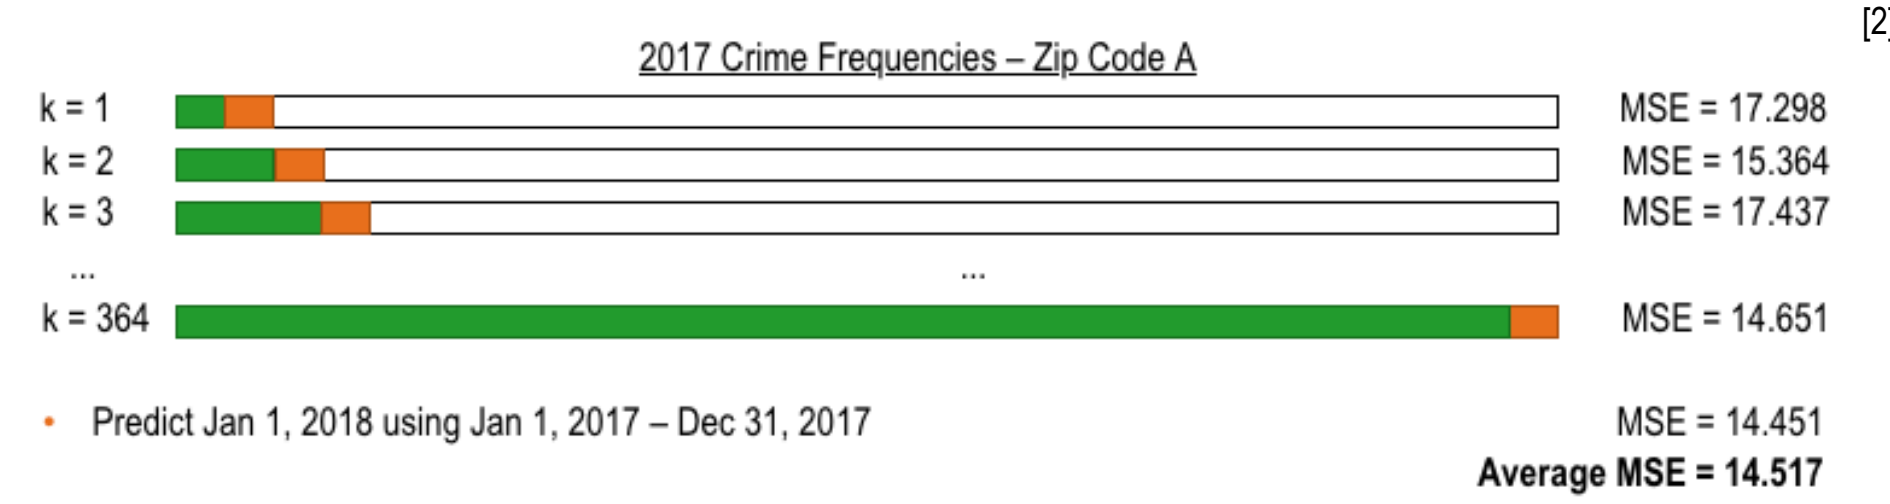 [2]
2017 Crime Frequencies – Zip Code A
k = 1 MSE = 17.298
k = 2 MSE = 15.364
k = 3 MSE = 17.437
... ...
k = 364 MSE = 14.651
• Predict Jan 1, 2018 using Jan 1, 2017 – Dec 31, 2017 MSE = 14.451
Average MSE = 14.517